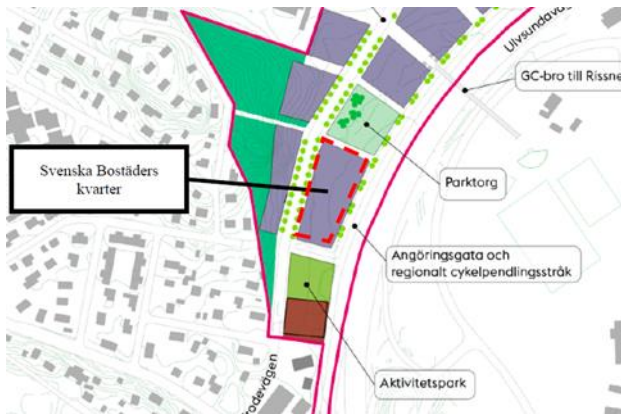 Ulvsundavä
GC-bro till Rissne
Svenska Bostäders
kvarter
Parktorg
Angöringsgata och
regionalt cykelpendlingsstråk
Aktivitetspark
odevägen